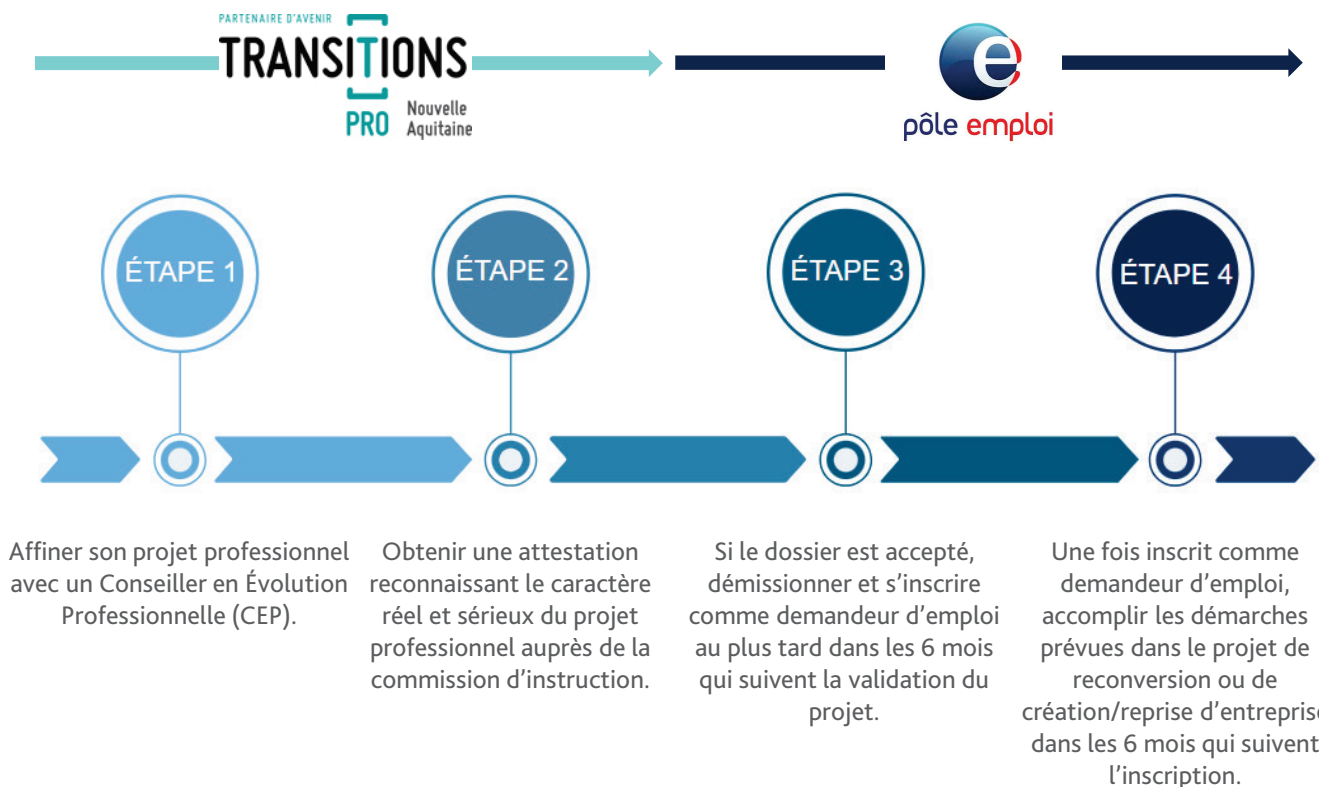 PARTENAIRE D'AVENIR
TRANSITIONS
PRO
Nouvelle
Aquitaine
e
pôle emploi
ÉTAPE 1
ÉTAPE 2
ÉTAPE 3
ÉTAPE 4
Affiner son projet professionnel
avec un Conseiller en Évolution
Professionnelle (CEP).
Obtenir une attestation
reconnaissant le caractère
réel et sérieux du projet
professionnel auprès de la
commission d’instruction.
Si le dossier est accepté,
démissionner et s’inscrire
comme demandeur d’emploi
au plus tard dans les 6 mois
qui suivent la validation du
projet.
Une fois inscrit comme
demandeur d’emploi,
accomplir les démarches
prévues dans le projet de
reconversion ou de
création/reprise d’entreprise
dans les 6 mois qui suivent
l’inscription.